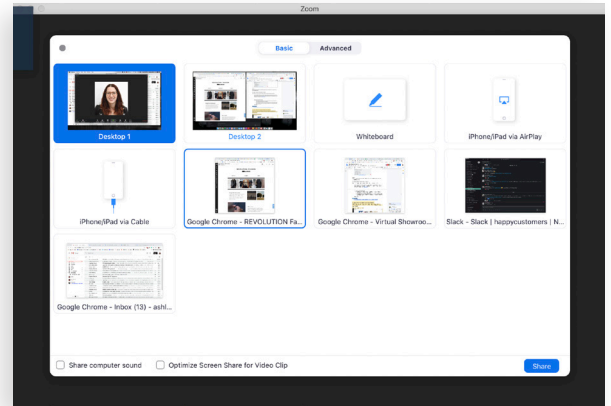 Zoom
Basic Advanced
Desktop 1
Desktop 2
Whiteboard
iPhone/iPad via AirPlay
iPhone/iPad via Cable
Google Chrome - REVOLUTION Fa...
Google Chrome - Virtual Showroo...
Slack - Slack | happycustomers | N...
Google Chrome - Inbox (13) - ashl...
Share computer sound
Optimize Screen Share for Video Clip
Share